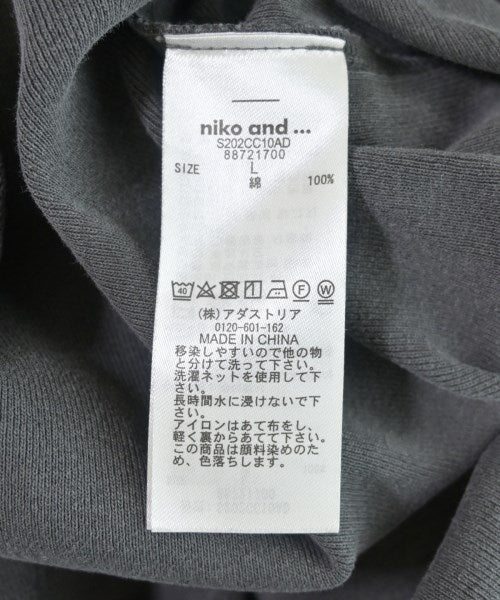 niko and ...
S202CC10AD
88721700
SIZE L
綿 100%
40 F W
(株)アダストリア
0120-601-162
MADE IN CHINA
移染しやすいので他の物
と分けて洗って下さい。
洗濯ネットを使用して下
さい。
長時間水に浸けないで下
さい。
アイロンはあて布をし、
軽く裏からあてて下さい。
この商品は顔料染めのた
め、色落ちします。